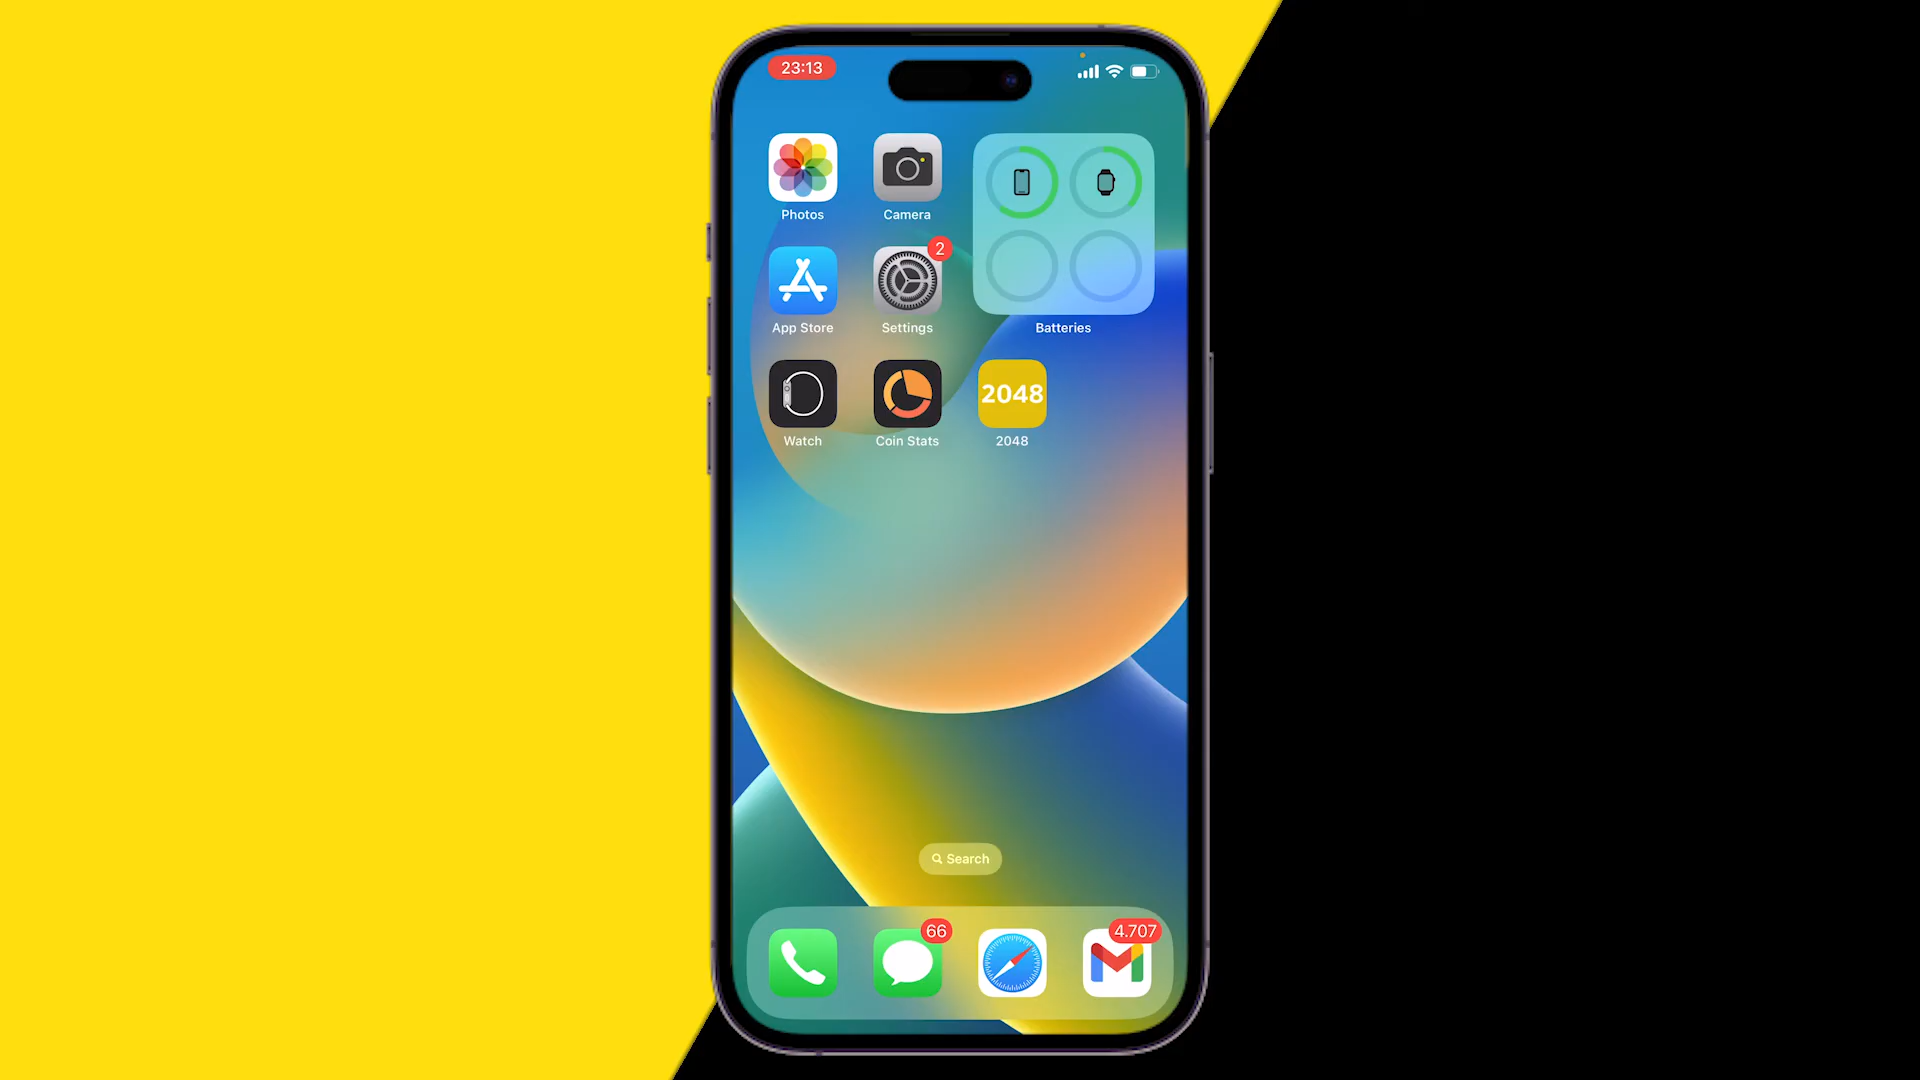 23:13
Photos
Camera
2
App Store
Settings
Batteries
2048
Watch
Coin Stats
2048
Search
66
4.707